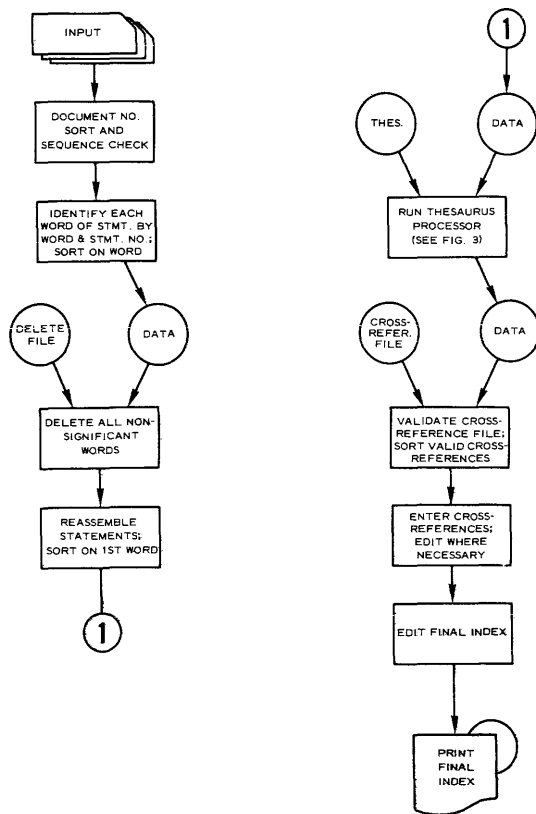 INPUT
DOCUMENT NO.
SORT AND
SEQUENCE CHECK
IDENTIFY EACH
WORD OF STMT. BY
WORD & STMT. NO.;
SORT ON WORD
DELETE
FILE
DATA
DELETE ALL NON-
SIGNIFICANT
WORDS
REASSEMBLE
STATEMENTS;
SORT ON 1ST WORD
1
1
THES.
DATA
RUN THESAURUS
PROCESSOR
(SEE FIG. 3)
CROSS-
REFER.
FILE
DATA
VALIDATE CROSS-
REFERENCE FILE;
SORT VALID CROSS-
REFERENCES
ENTER CROSS-
REFERENCES;
EDIT WHERE
NECESSARY
EDIT FINAL INDEX
PRINT
FINAL
INDEX